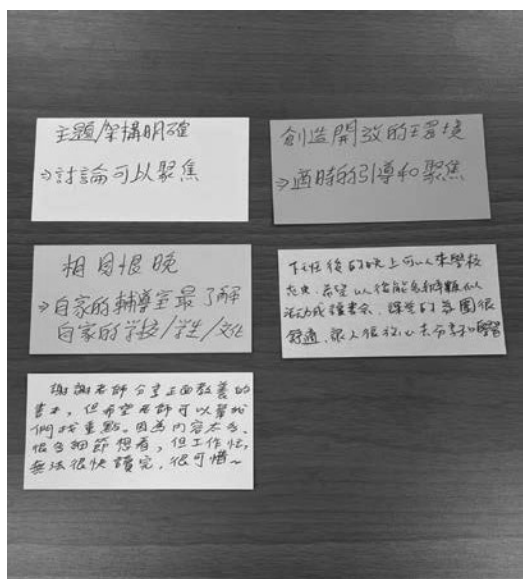 主題/架構明確
→討論可以聚焦
創造開放的環境
→適時的引導和聚焦
相見恨晚
→自家的輔導室最了解
自家的学校/学生/文化
下班後的晚上可以來學校
充電,希望以後能多辦類似
活動或讀書會,課堂的氛圍很
舒適,讓人很放心去分享和學習
謝謝老師分享正面教養的
書本,但希望老師可以幫我
們找重點。因為內容太多,
很多細節想看,但工作忙,
無法很快讀完,很可惜~